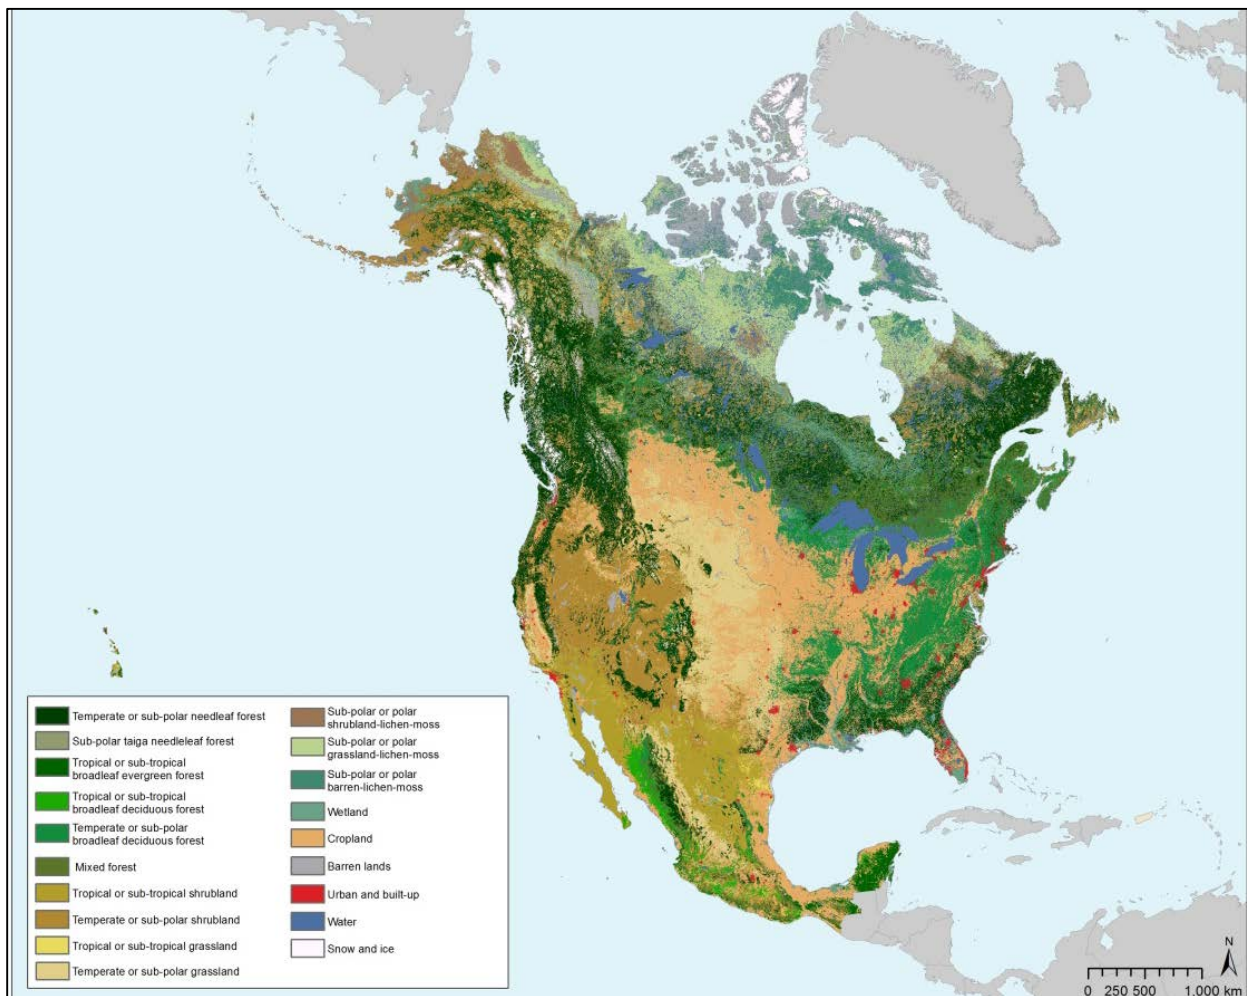 Temperate or sub-polar needleaf forest
Sub-polar taiga needleleaf forest
Tropical or sub-tropical
broadleaf evergreen forest
Tropical or sub-tropical
broadleaf deciduous forest
Temperate or sub-polar
broadleaf deciduous forest
Mixed forest
Tropical or sub-tropical shrubland
Temperate or sub-polar shrubland
Tropical or sub-tropical grassland
Temperate or sub-polar grassland
Sub-polar or polar
shrubland-lichen-moss
Sub-polar or polar
grassland-lichen-moss
Sub-polar or polar
barren-lichen-moss
Wetland
Cropland
Barren lands
Urban and built-up
Water
Snow and ice
N
0 250 500 1,000 km